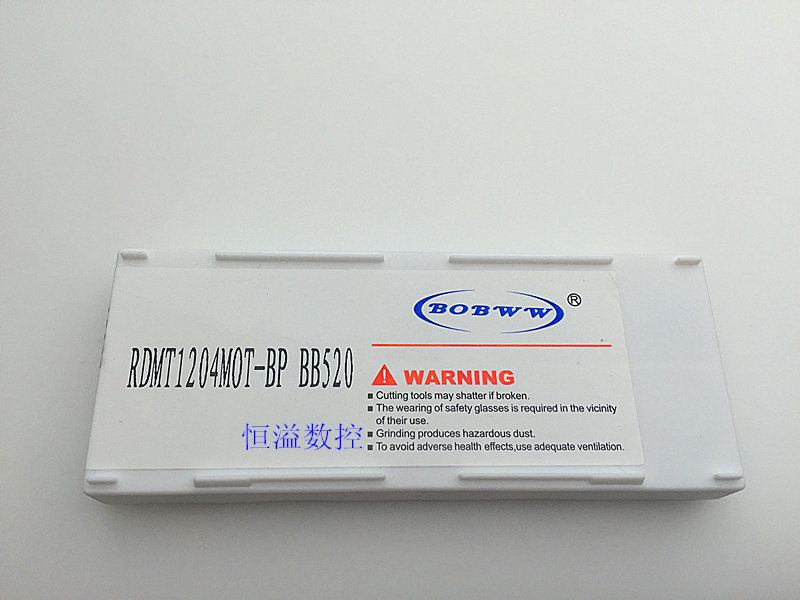 BOBWW®
RDMT1204MOT-BP BB520
WARNING
■ Cutting tools may shatter if broken.
■ The wearing of safety glasses is required in the vicinity
of their use.
■ Grinding produces hazardous dust.
■ To avoid adverse health effects,use adequate ventilation.
恒溢数控